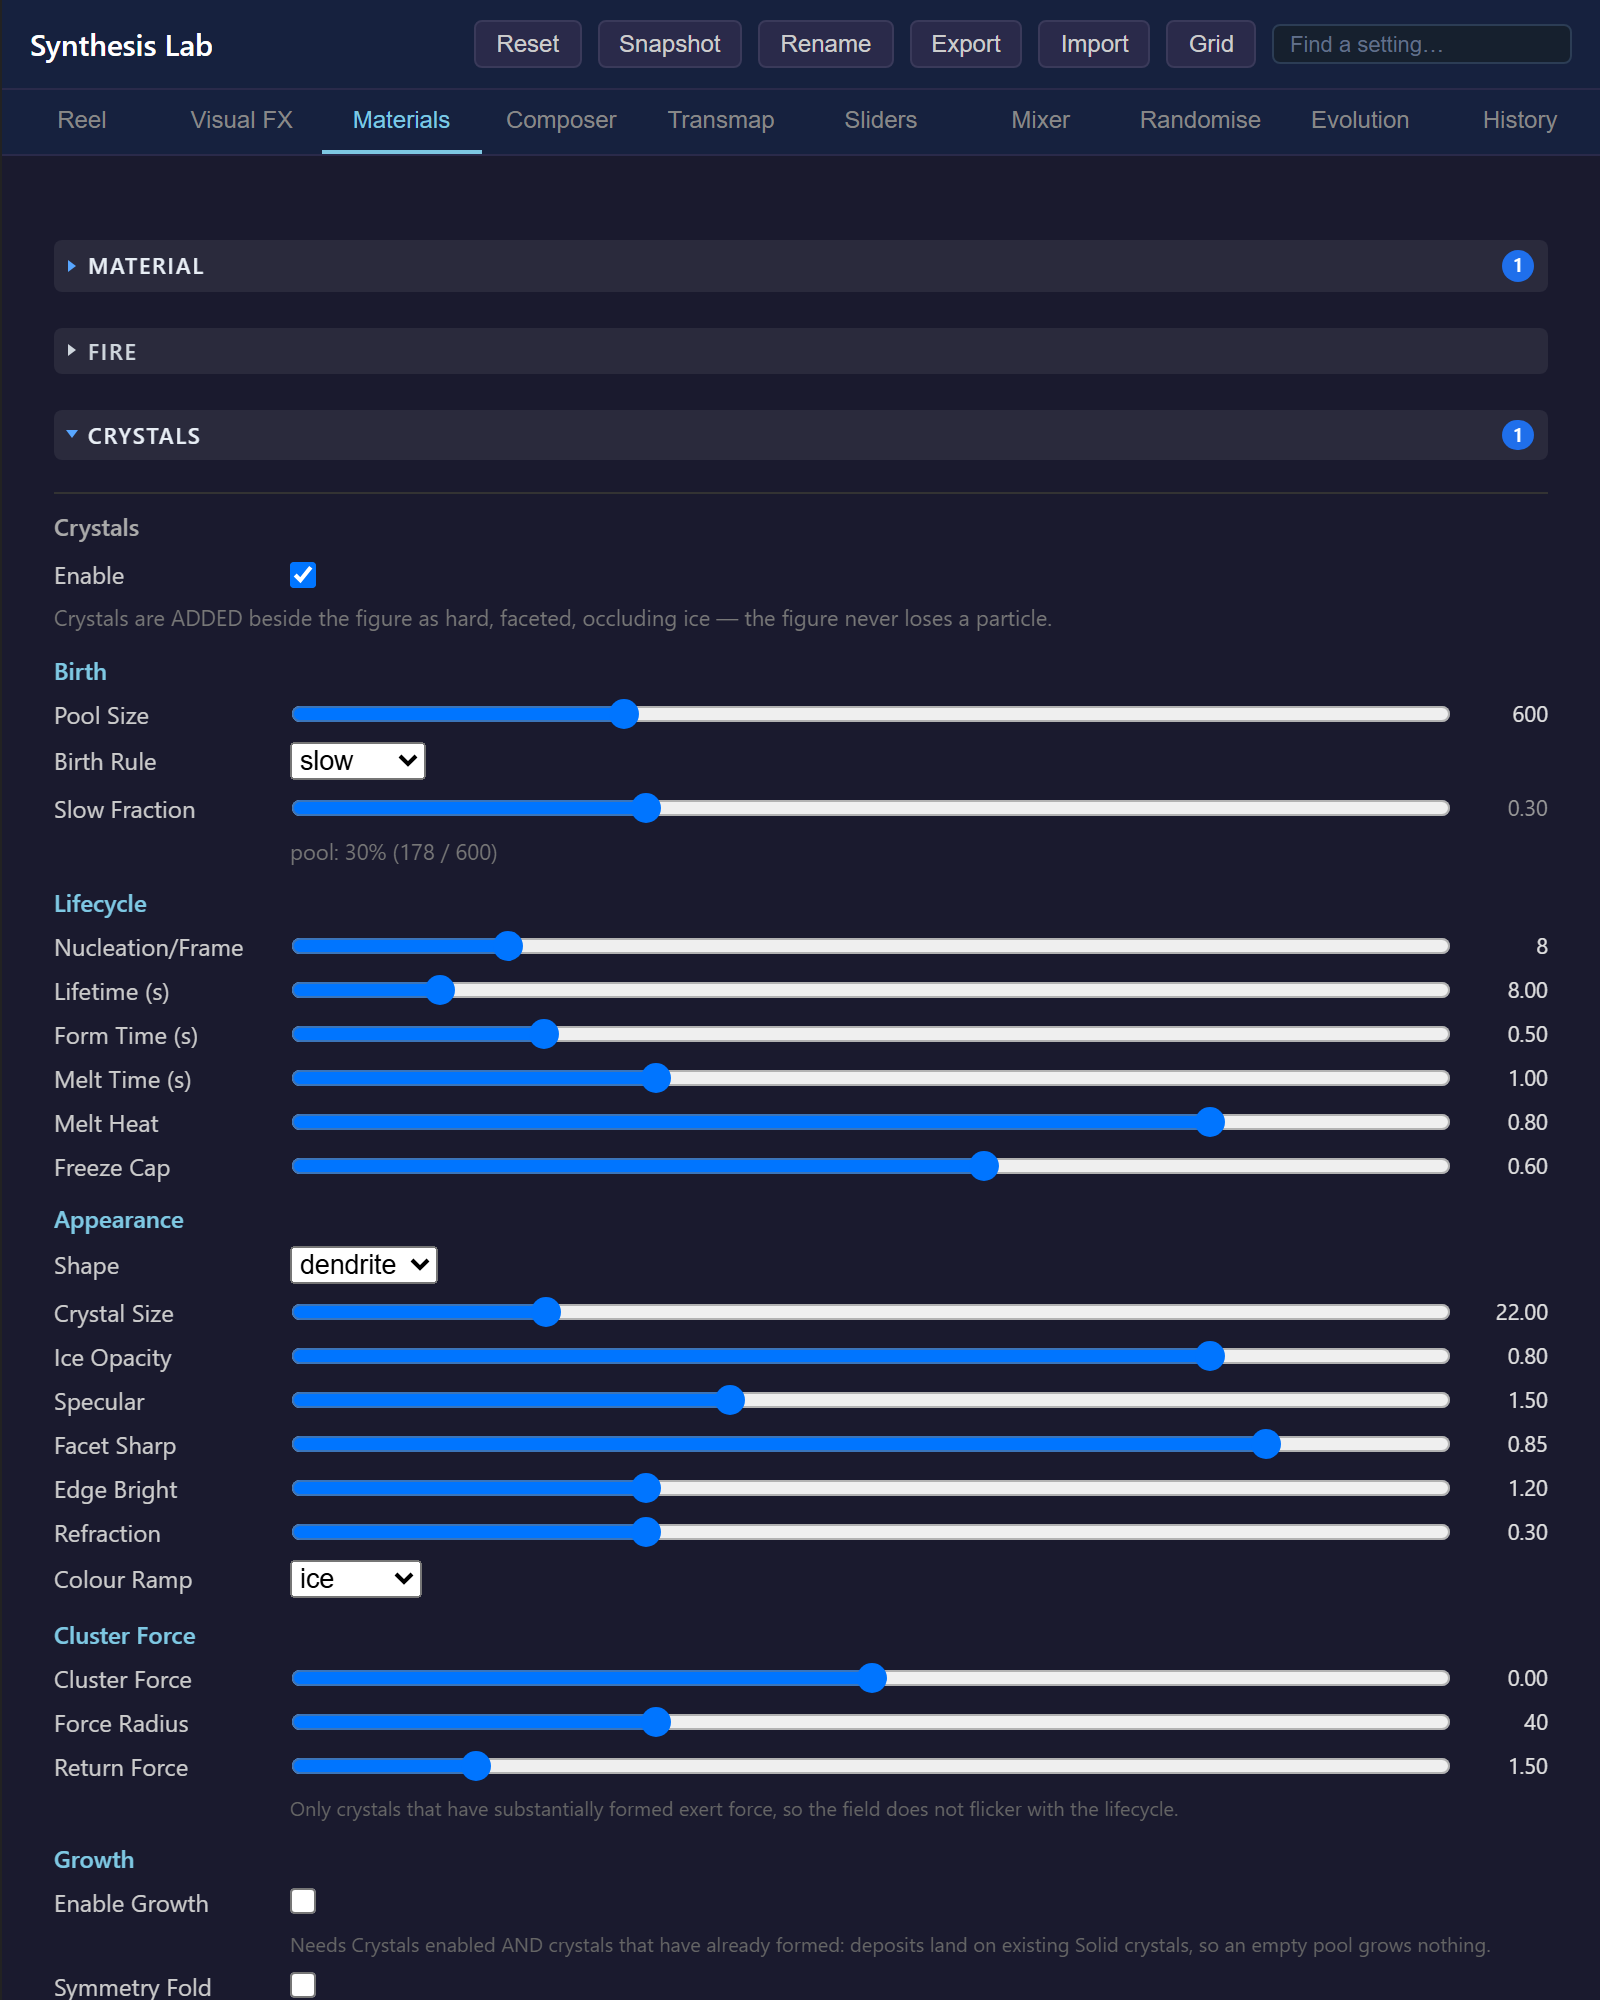 Synthesis Lab Reset Snapshot Rename Export Import Grid Find a setting…
Reel Visual FX Materials Composer Transmap Sliders Mixer Randomise Evolution History
MATERIAL 1
FIRE
CRYSTALS 1
Crystals
Enable
Crystals are ADDED beside the figure as hard, faceted, occluding ice — the figure never loses a particle.
Birth
Pool Size 600
Birth Rule slow
Slow Fraction 0.30
pool: 30% (178 / 600)
Lifecycle
Nucleation/Frame 8
Lifetime (s) 8.00
Form Time (s) 0.50
Melt Time (s) 1.00
Melt Heat 0.80
Freeze Cap 0.60
Appearance
Shape dendrite
Crystal Size 22.00
Ice Opacity 0.80
Specular 1.50
Facet Sharp 0.85
Edge Bright 1.20
Refraction 0.30
Colour Ramp ice
Cluster Force
Cluster Force 0.00
Force Radius 40
Return Force 1.50
Only crystals that have substantially formed exert force, so the field does not flicker with the lifecycle.
Growth
Enable Growth
Needs Crystals enabled AND crystals that have already formed: deposits land on existing Solid crystals, so an empty pool grows nothing.
Symmetry Fold